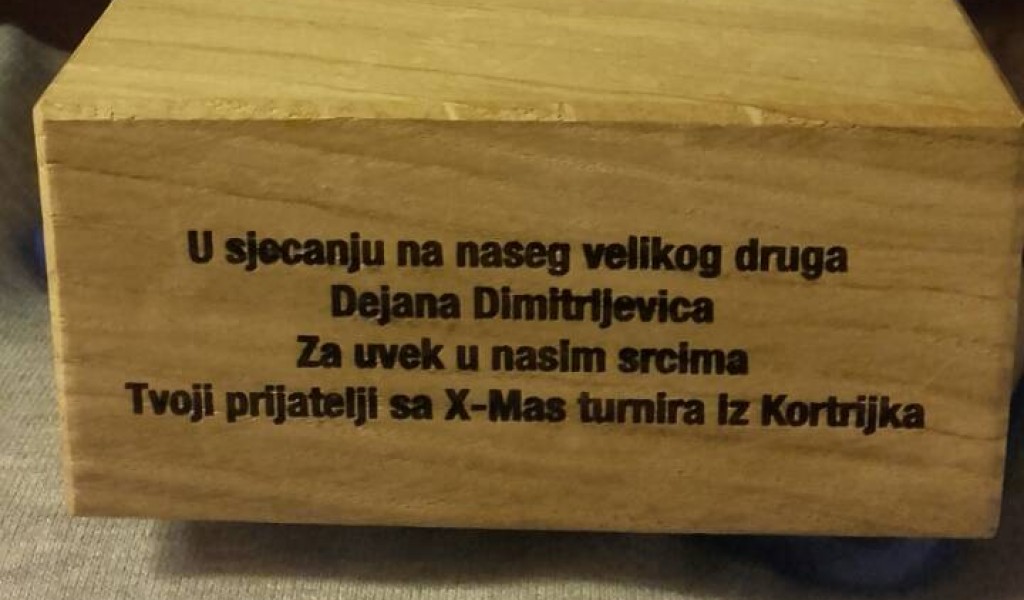 U sjecanju na naseg velikog druga
Dejana Dimitrijevica
Za uvek u nasim srcima
Tvoji prijatelji sa X-Mas turnira iz Kortrijka